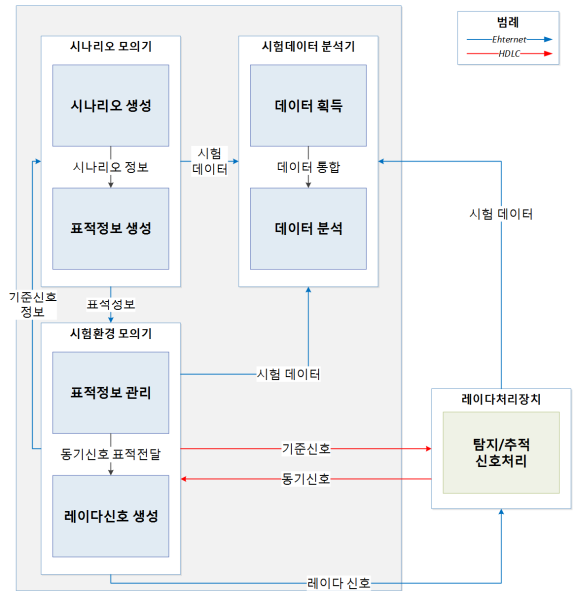 범례
Ehternet
HDLC
시나리오 모의기
시나리오 생성
시나리오 정보
표적정보 생성
시험데이터 분석기
데이터 획득
데이터 통합
데이터 분석
시험
데이터
시험 데이터
기준신호
정보
표적정보
시험환경 모의기
표적정보 관리
동기신호 표적전달
레이다신호 생성
시험 데이터
기준신호
동기신호
레이다처리장치
탐지/추적
신호처리
레이다 신호